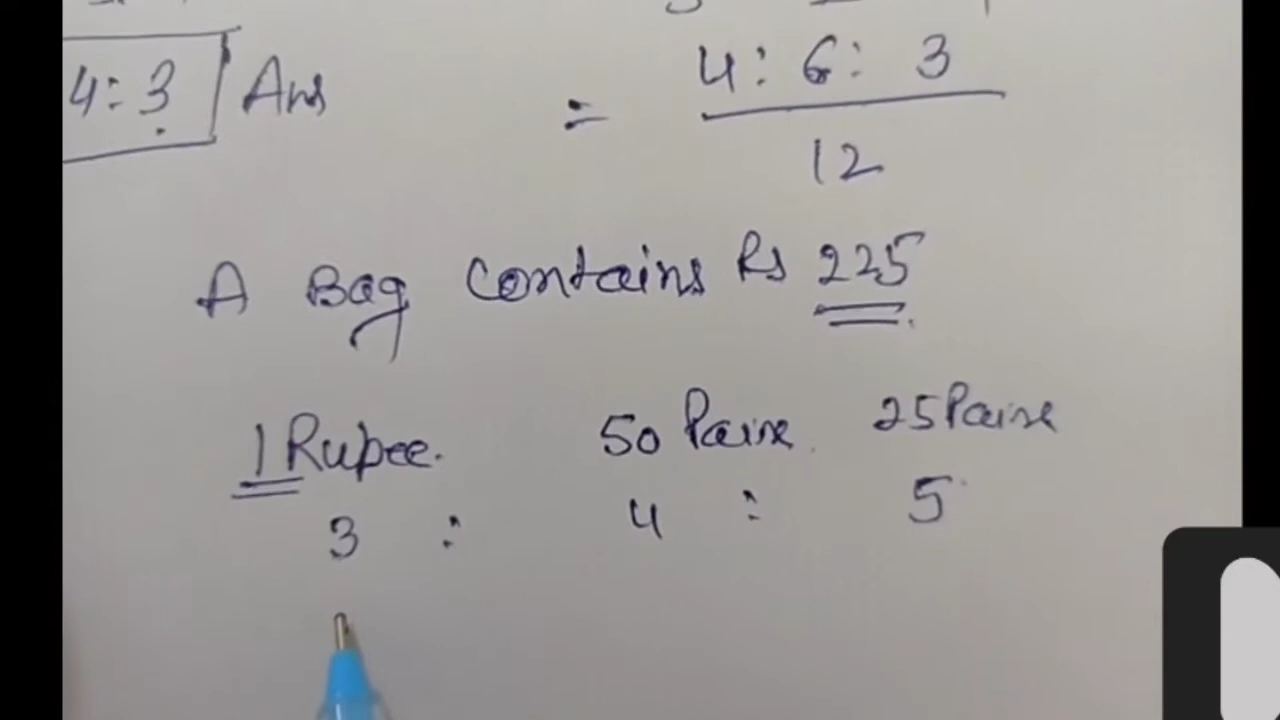 4 : 3 Ans
= 4 : 6 : 3
12
A Bag Contains Rs 225
1 Rupee. 50 Paise 25 Paise
3 : 4 : 5